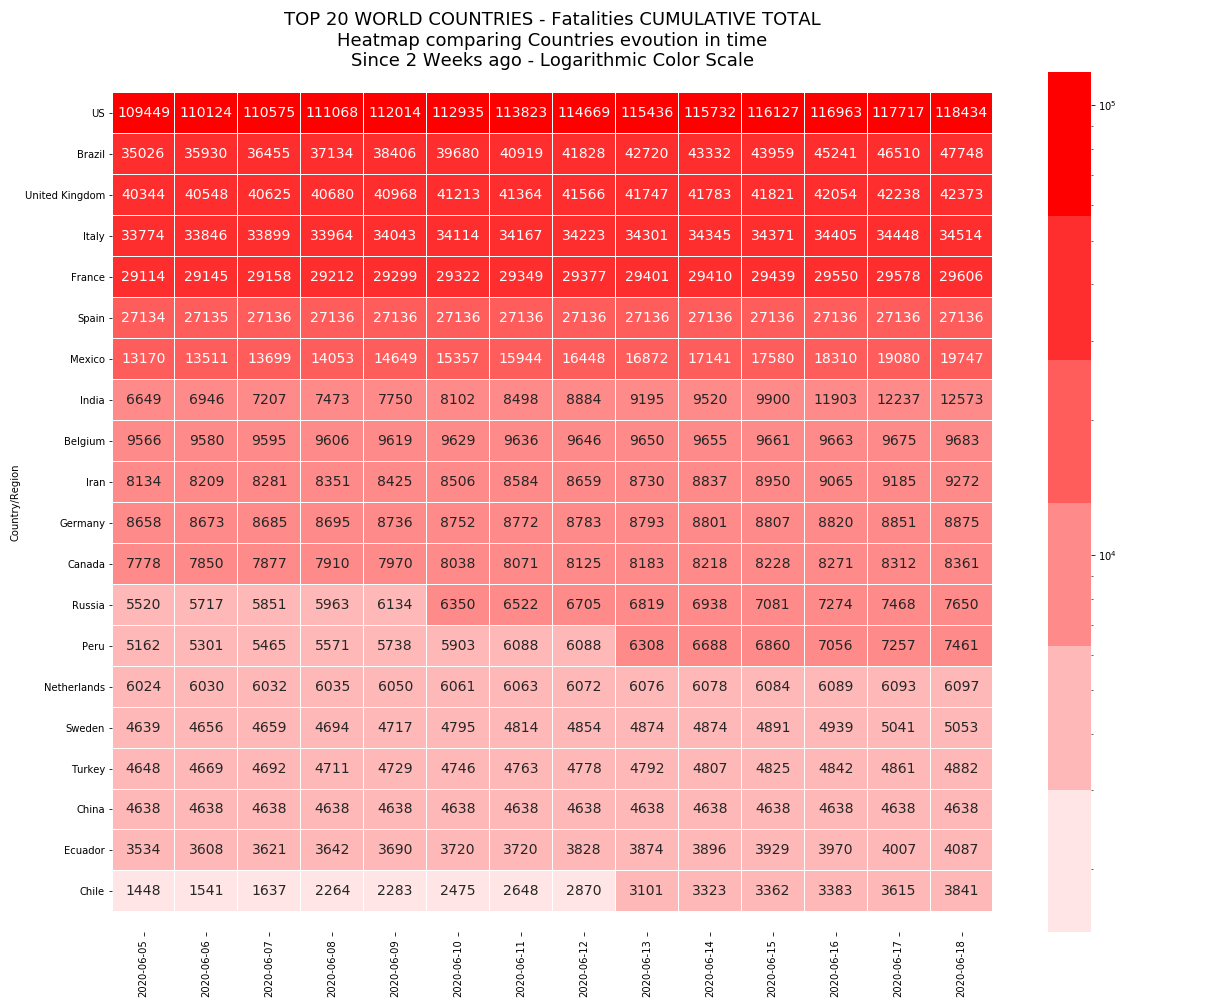 TOP 20 WORLD COUNTRIES - Fatalities CUMULATIVE TOTAL
Heatmap comparing Countries evoution in time
Since 2 Weeks ago - Logarithmic Color Scale
US 109449 110124 110575 111068 112014 112935 113823 114669 115436 115732 116127 116963 117717 118434
Brazil 35026 35930 36455 37134 38406 39680 40919 41828 42720 43332 43959 45241 46510 47748
United Kingdom 40344 40548 40625 40680 40968 41213 41364 41566 41747 41783 41821 42054 42238 42373
Italy 33774 33846 33899 33964 34043 34114 34167 34223 34301 34345 34371 34405 34448 34514
France 29114 29145 29158 29212 29299 29322 29349 29377 29401 29410 29439 29550 29578 29606
Spain 27134 27135 27136 27136 27136 27136 27136 27136 27136 27136 27136 27136 27136 27136
Mexico 13170 13511 13699 14053 14649 15357 15944 16448 16872 17141 17580 18310 19080 19747
India 6649 6946 7207 7473 7750 8102 8498 8884 9195 9520 9900 11903 12237 12573
Belgium 9566 9580 9595 9606 9619 9629 9636 9646 9650 9655 9661 9663 9675 9683
Iran 8134 8209 8281 8351 8425 8506 8584 8659 8730 8837 8950 9065 9185 9272
Germany 8658 8673 8685 8695 8736 8752 8772 8783 8793 8801 8807 8820 8851 8875
Canada 7778 7850 7877 7910 7970 8038 8071 8125 8183 8218 8228 8271 8312 8361
Russia 5520 5717 5851 5963 6134 6350 6522 6705 6819 6938 7081 7274 7468 7650
Peru 5162 5301 5465 5571 5738 5903 6088 6088 6308 6688 6860 7056 7257 7461
Netherlands 6024 6030 6032 6035 6050 6061 6063 6072 6076 6078 6084 6089 6093 6097
Sweden 4639 4656 4659 4694 4717 4795 4814 4854 4874 4874 4891 4939 5041 5053
Turkey 4648 4669 4692 4711 4729 4746 4763 4778 4792 4807 4825 4842 4861 4882
China 4638 4638 4638 4638 4638 4638 4638 4638 4638 4638 4638 4638 4638 4638
Ecuador 3534 3608 3621 3642 3690 3720 3720 3828 3874 3896 3929 3970 4007 4087
Chile 1448 1541 1637 2264 2283 2475 2648 2870 3101 3323 3362 3383 3615 3841
2020-06-05 2020-06-06 2020-06-07 2020-06-08 2020-06-09 2020-06-10 2020-06-11 2020-06-12 2020-06-13 2020-06-14 2020-06-15 2020-06-16 2020-06-17 2020-06-18
Country/Region
10⁵
10⁴